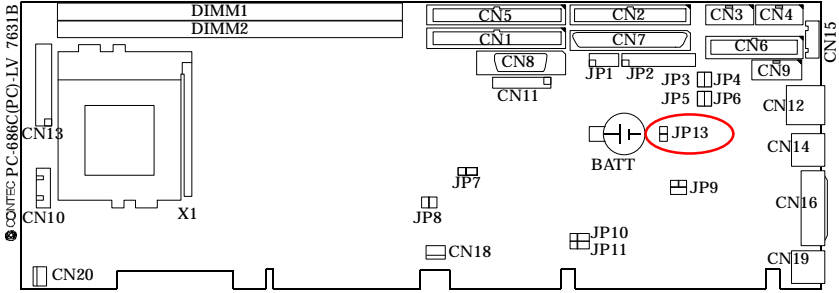 © CONTEC PC-686C(PC)-LV 7631B
DIMM1
DIMM2
CN5
CN2
CN3
CN4
CN15
CN1
CN7
CN6
CN8
JP1
JP2
CN9
CN11
JP3
JP4
JP5
JP6
CN12
CN13
JP13
CN14
BATT
JP7
JP9
CN10
X1
JP8
CN16
JP10
JP11
CN18
CN19
CN20